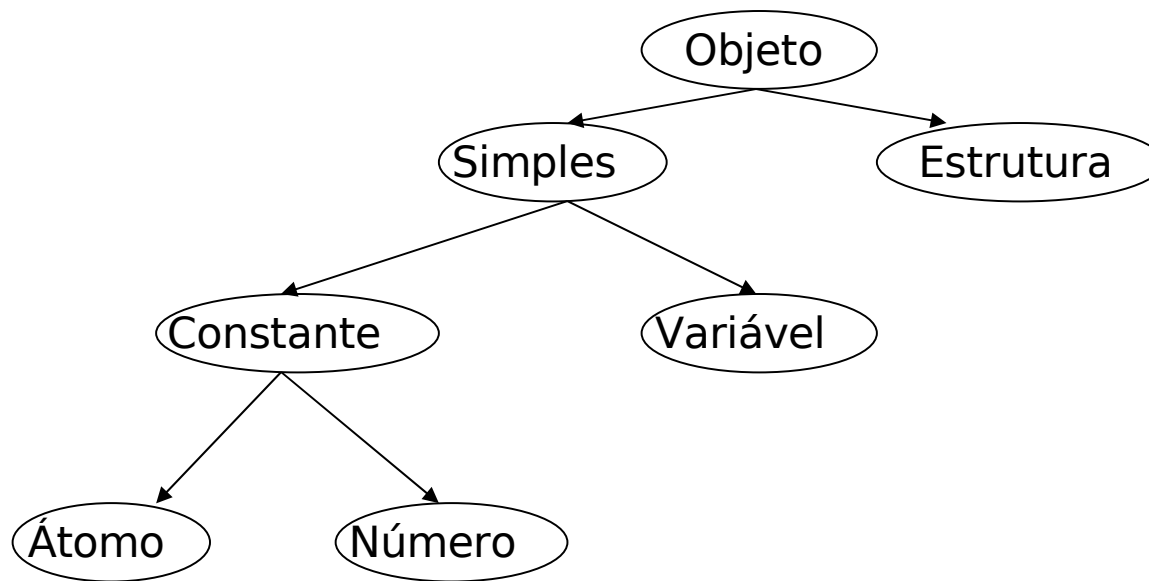 Objeto
Simples
Estrutura
Constante
Variável
Átomo
Número